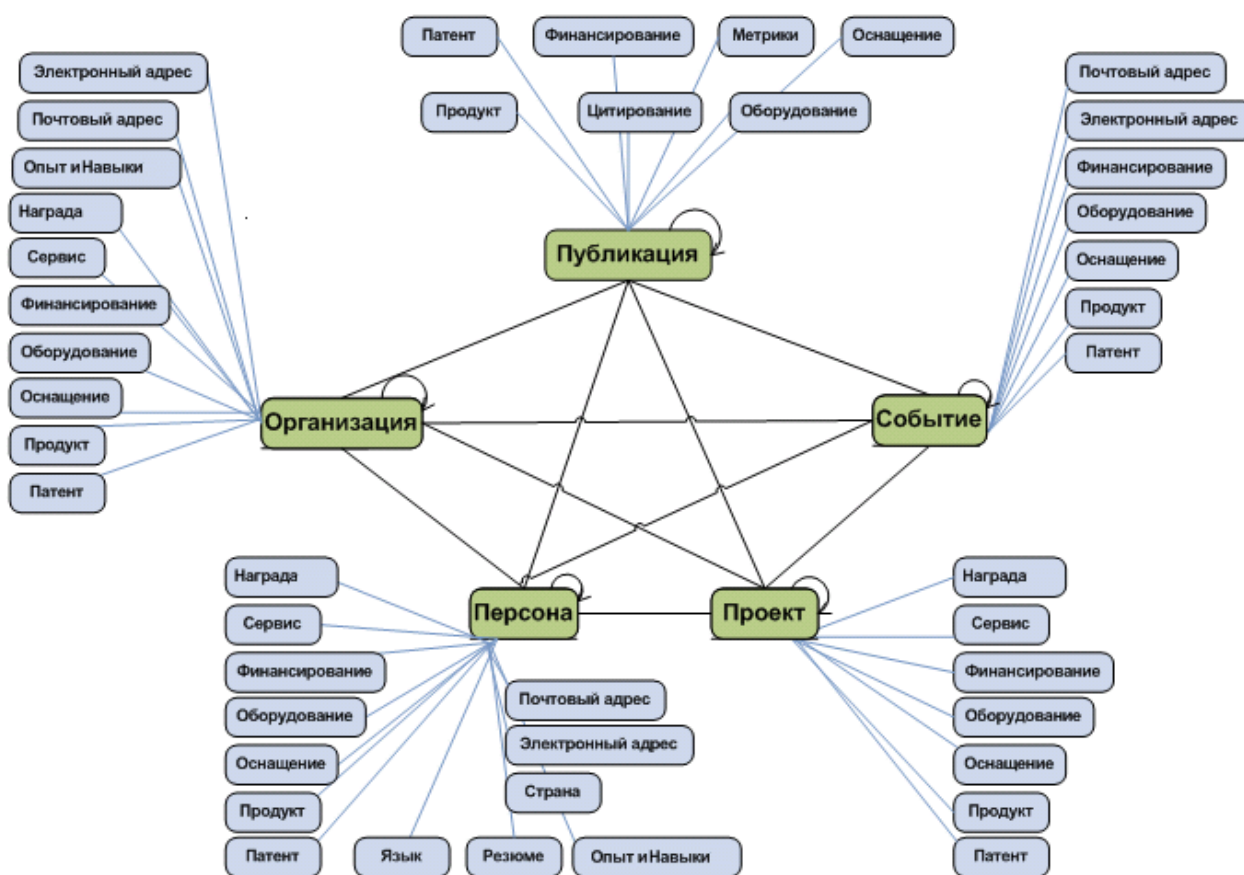 Патент
Финансирование
Метрики
Оснащение
Продукт
Цитирование
Оборудование
Электронный адрес
Почтовый адрес
Опыт и Навыки
Награда
Сервис
Финансирование
Оборудование
Оснащение
Продукт
Патент
Почтовый адрес
Электронный адрес
Финансирование
Оборудование
Оснащение
Продукт
Патент
Публикация
Организация
Событие
Персона
Проект
Награда
Сервис
Финансирование
Оборудование
Оснащение
Продукт
Патент
Почтовый адрес
Электронный адрес
Страна
Язык
Резюме
Опыт и Навыки
Награда
Сервис
Финансирование
Оборудование
Оснащение
Продукт
Патент